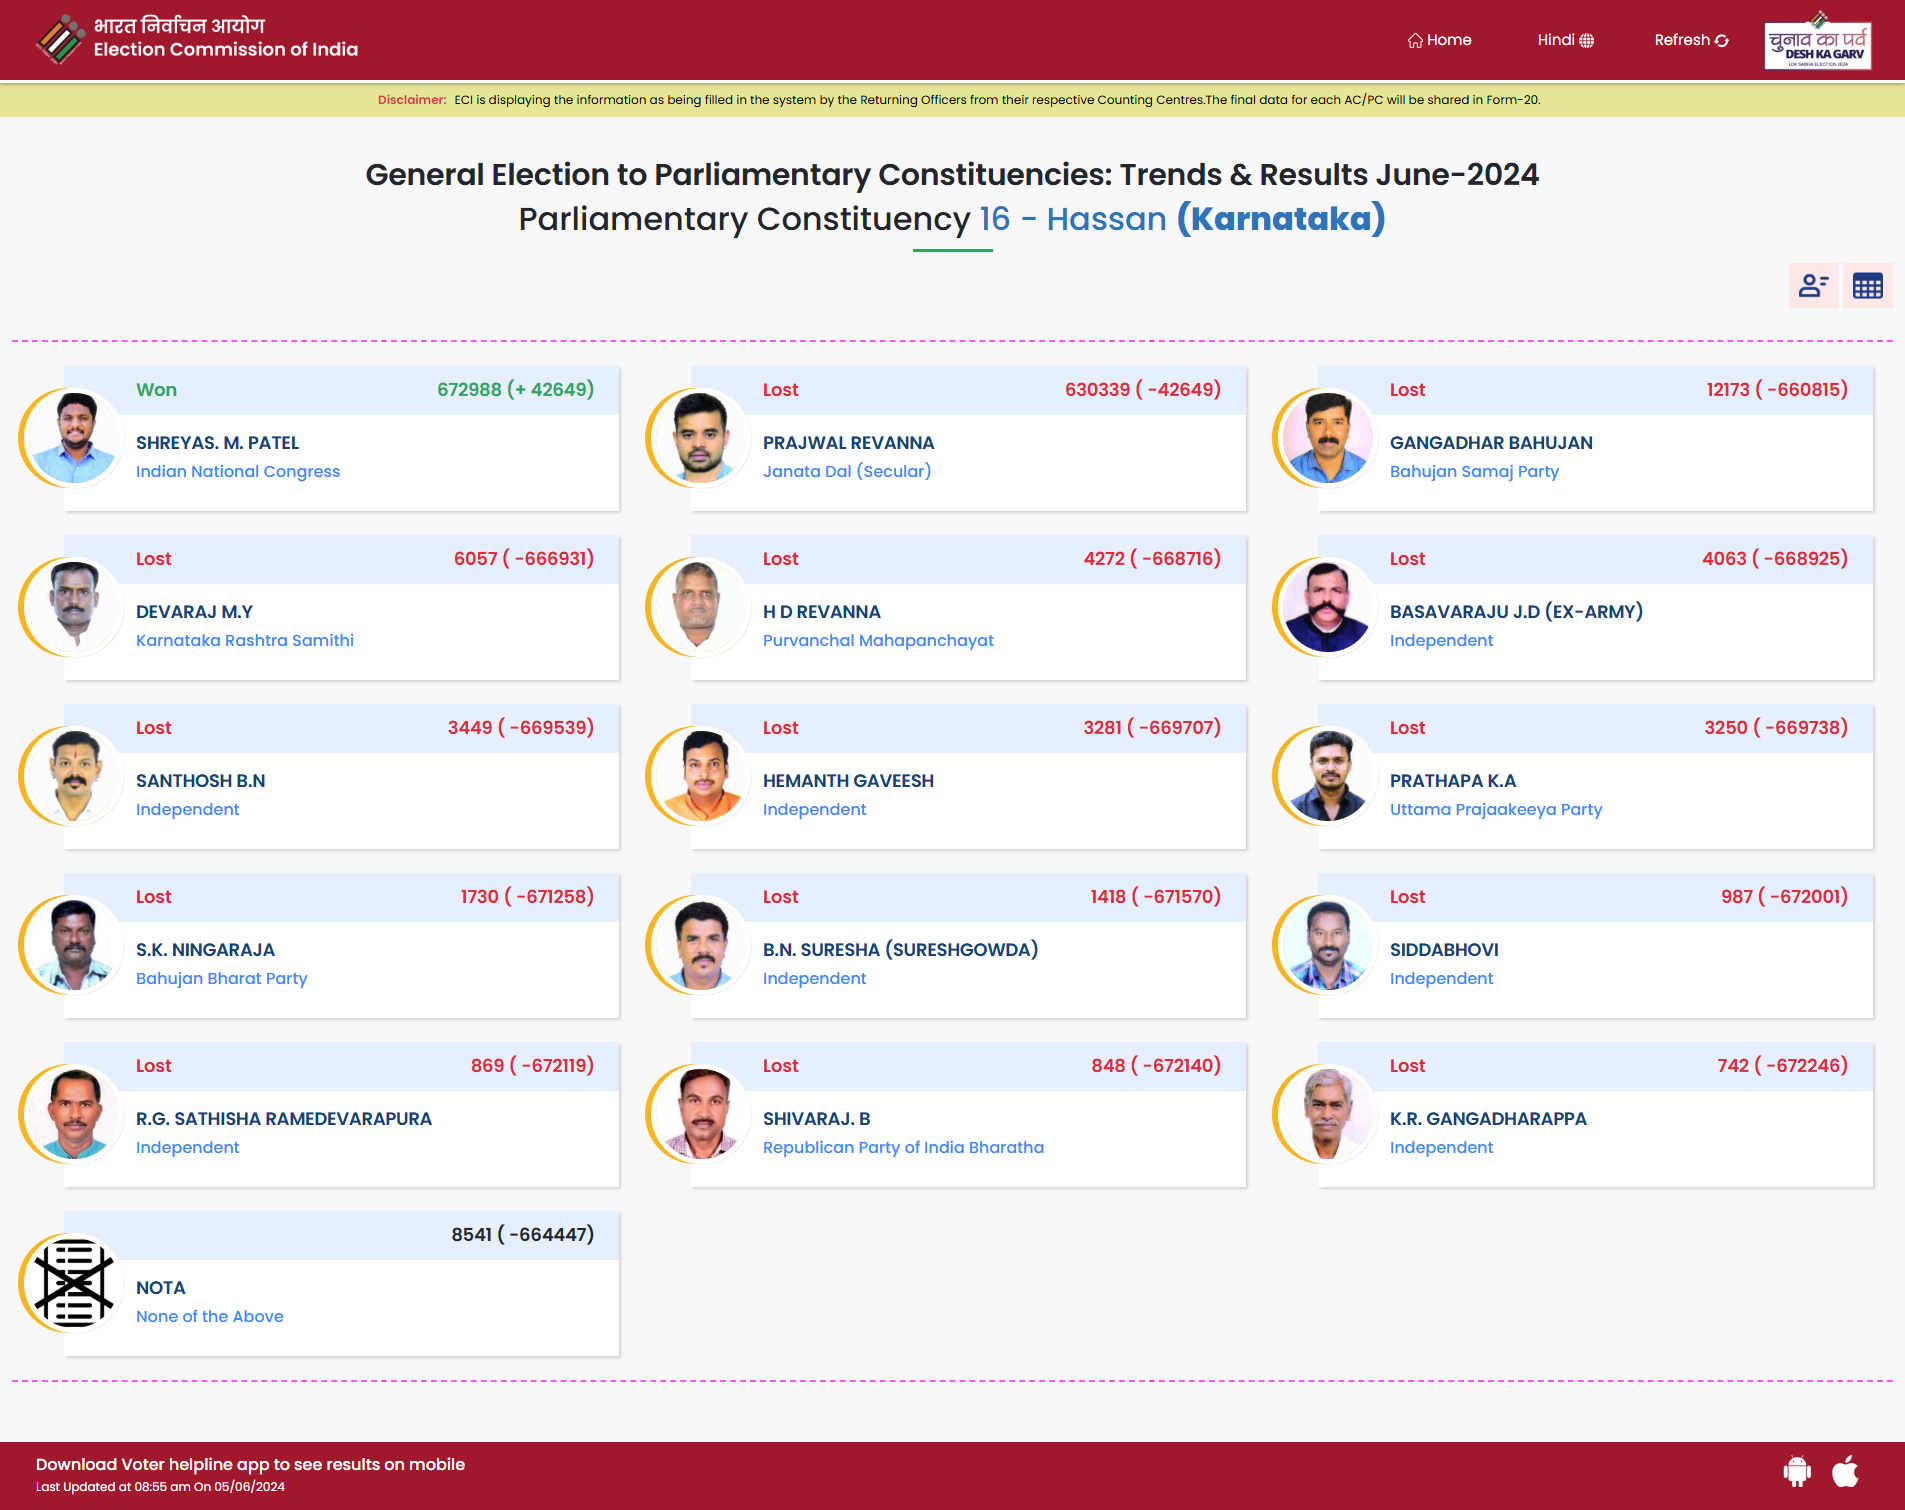 भारत निर्वाचन आयोग
Election Commission of India
Home
Hindi
Refresh
चुनाव का पर्व
DESH KA GARV
LOK SABHA ELECTION 2024
Disclaimer: ECI is displaying the information as being filled in the system by the Returning Officers from their respective Counting Centres.The final data for each AC/PC will be shared in Form-20.
General Election to Parliamentary Constituencies: Trends & Results June-2024
Parliamentary Constituency 16 - Hassan (Karnataka)
Won 672988 (+ 42649)
SHREYAS. M. PATEL
Indian National Congress
Lost 630339 ( -42649)
PRAJWAL REVANNA
Janata Dal (Secular)
Lost 12173 ( -660815)
GANGADHAR BAHUJAN
Bahujan Samaj Party
Lost 6057 ( -666931)
DEVARAJ M.Y
Karnataka Rashtra Samithi
Lost 4272 ( -668716)
H D REVANNA
Purvanchal Mahapanchayat
Lost 4063 ( -668925)
BASAVARAJU J.D (EX-ARMY)
Independent
Lost 3449 ( -669539)
SANTHOSH B.N
Independent
Lost 3281 ( -669707)
HEMANTH GAVEESH
Independent
Lost 3250 ( -669738)
PRATHAPA K.A
Uttama Prajaakeeya Party
Lost 1730 ( -671258)
S.K. NINGARAJA
Bahujan Bharat Party
Lost 1418 ( -671570)
B.N. SURESHA (SURESHGOWDA)
Independent
Lost 987 ( -672001)
SIDDABHOVI
Independent
Lost 869 ( -672119)
R.G. SATHISHA RAMEDEVARAPURA
Independent
Lost 848 ( -672140)
SHIVARAJ. B
Republican Party of India Bharatha
Lost 742 ( -672246)
K.R. GANGADHARAPPA
Independent
8541 ( -664447)
NOTA
None of the Above
Download Voter helpline app to see results on mobile
Last Updated at 08:55 am On 05/06/2024